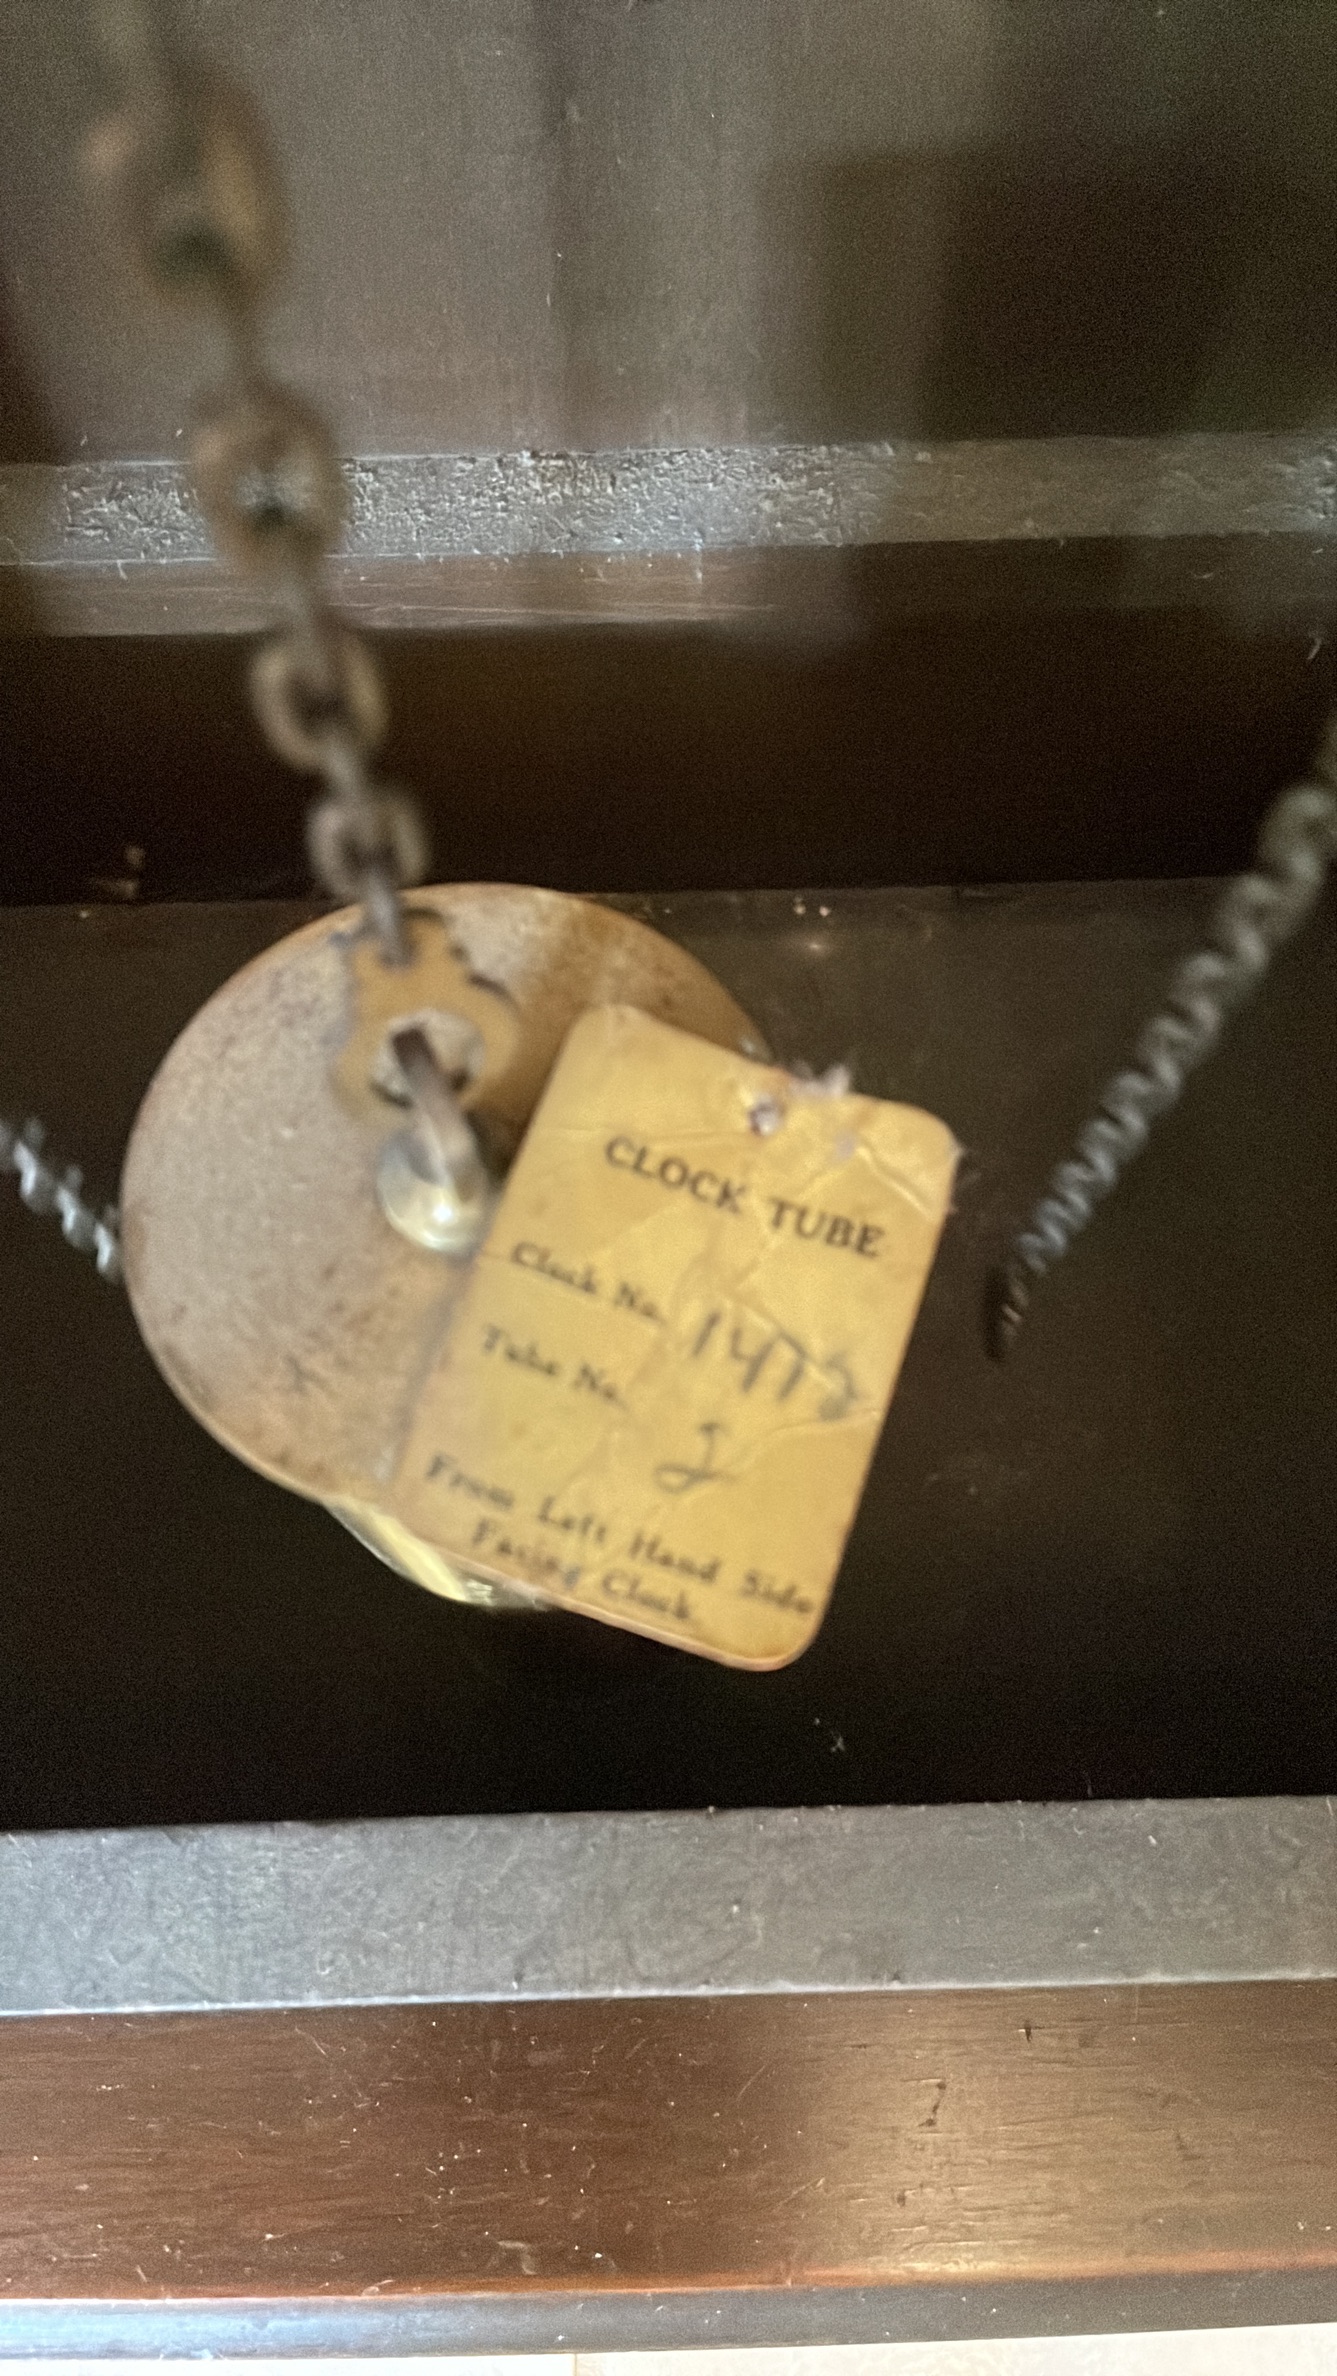 CLOCK TUBE
Clock No. 1473
Tube No. 2
From Left Hand Side
Facing Clock